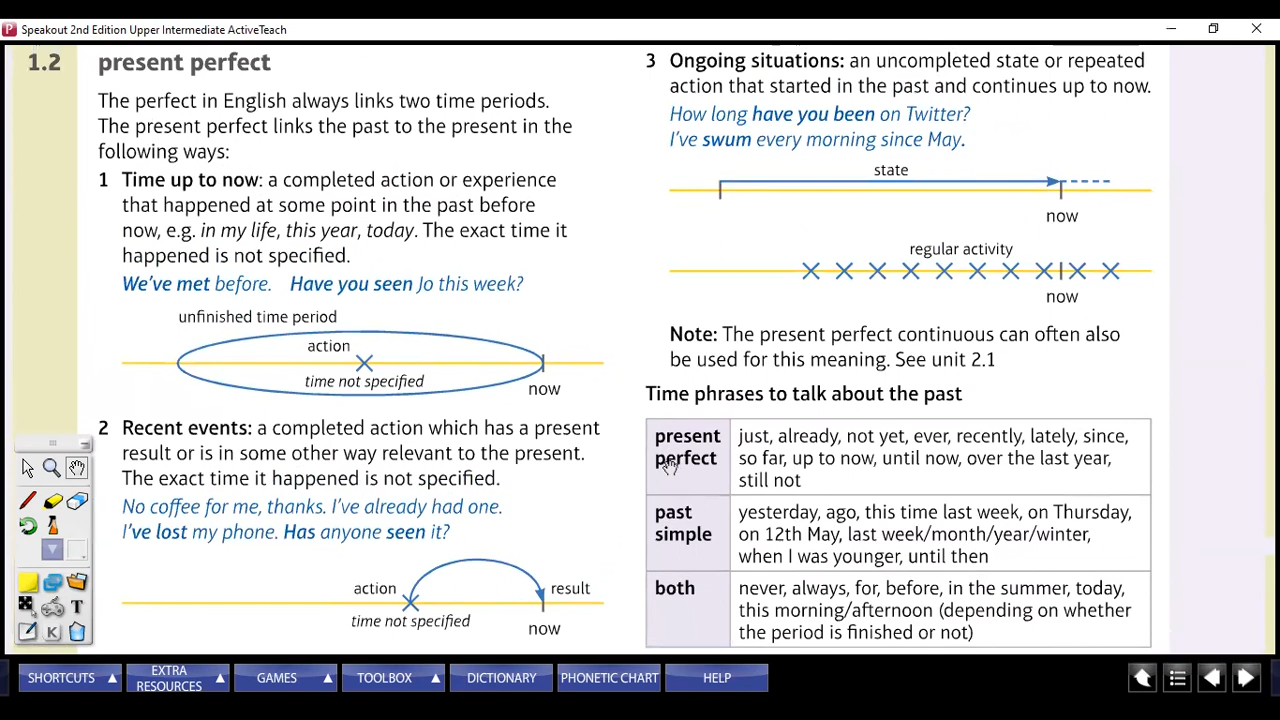 Speakout 2nd Edition Upper Intermediate ActiveTeach
1.2 present perfect
The perfect in English always links two time periods.
The present perfect links the past to the present in the
following ways:
1 Time up to now: a completed action or experience
that happened at some point in the past before
now, e.g. in my life, this year, today. The exact time it
happened is not specified.
We've met before. Have you seen Jo this week?
unfinished time period
action
time not specified
now
2 Recent events: a completed action which has a present
result or is in some other way relevant to the present.
The exact time it happened is not specified.
No coffee for me, thanks. I've already had one.
I've lost my phone. Has anyone seen it?
action
result
time not specified
now
3 Ongoing situations: an uncompleted state or repeated
action that started in the past and continues up to now.
How long have you been on Twitter?
I've swum every morning since May.
state
now
regular activity
now
Note: The present perfect continuous can often also
be used for this meaning. See unit 2.1
Time phrases to talk about the past
present perfect
just, already, not yet, ever, recently, lately, since,
so far, up to now, until now, over the last year,
still not
past simple
yesterday, ago, this time last week, on Thursday,
on 12th May, last week/month/year/winter,
when I was younger, until then
both
never, always, for, before, in the summer, today,
this morning/afternoon (depending on whether
the period is finished or not)
T
K
SHORTCUTS
EXTRA
RESOURCES
GAMES
TOOLBOX
DICTIONARY
PHONETIC CHART
HELP